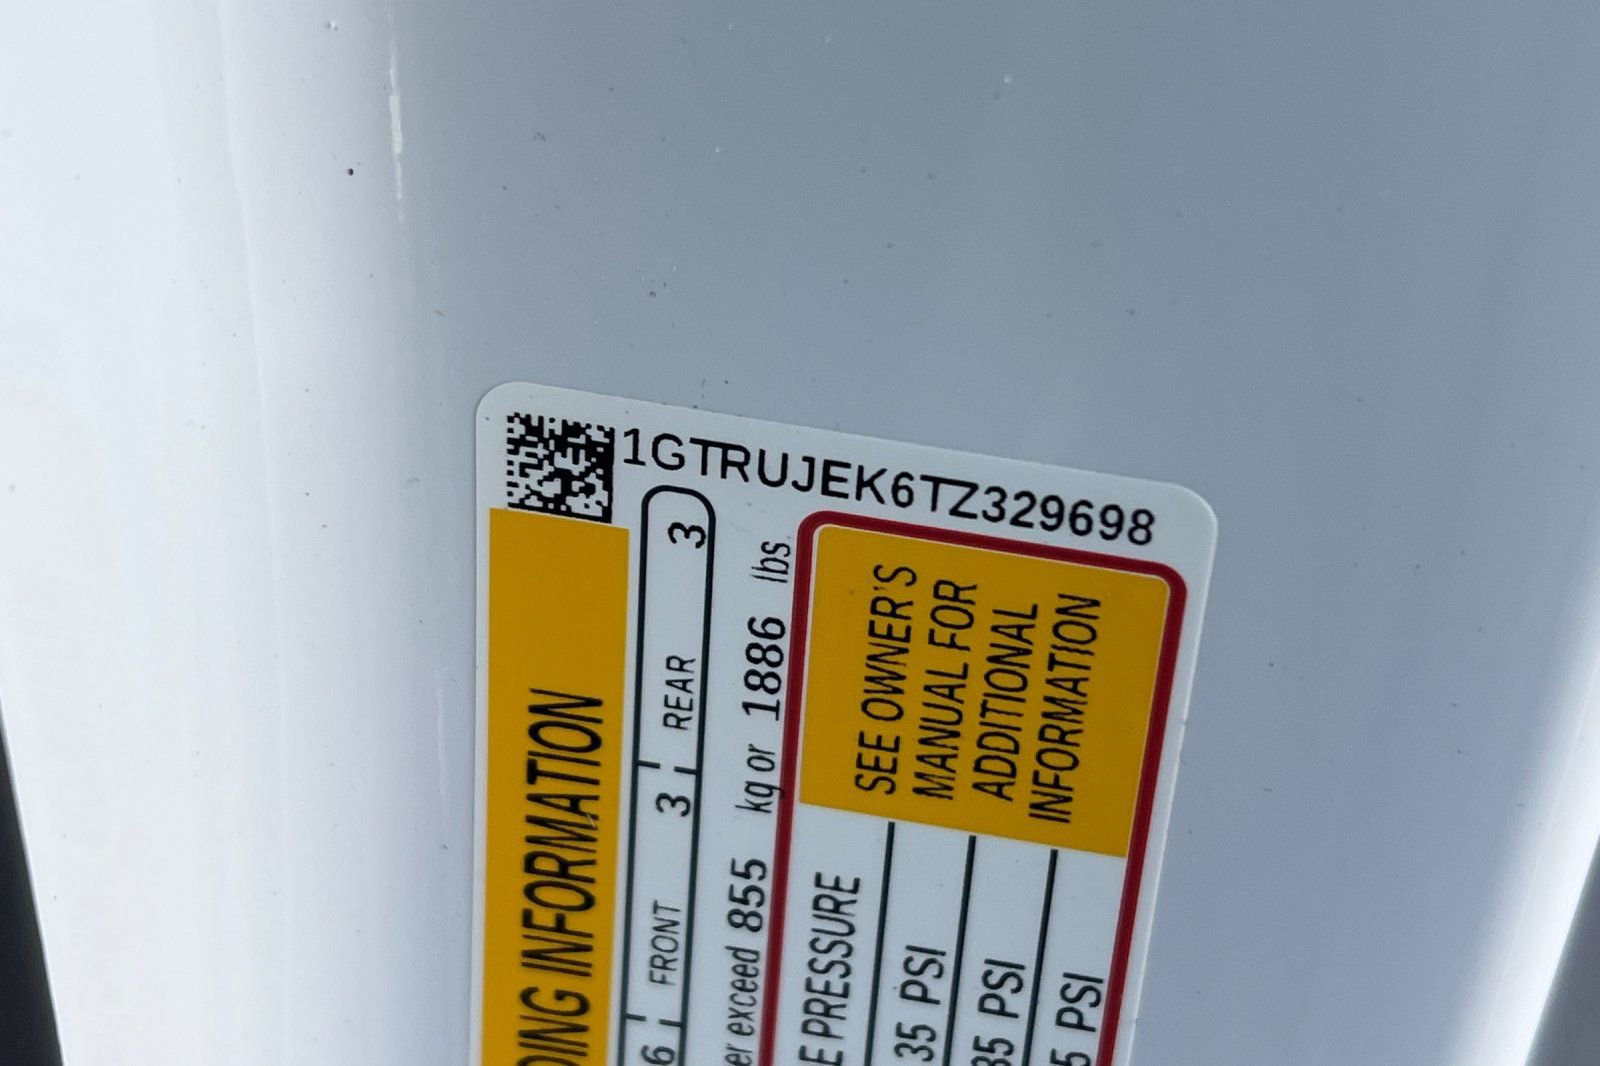 1GTRUJEK6TZ329698
DING INFORMATION
6 FRONT 3 REAR 3
er exceed 855 kg or 1886 lbs.
E PRESSURE
35 PSI
35 PSI
5 PSI
SEE OWNER'S
MANUAL FOR
ADDITIONAL
INFORMATION